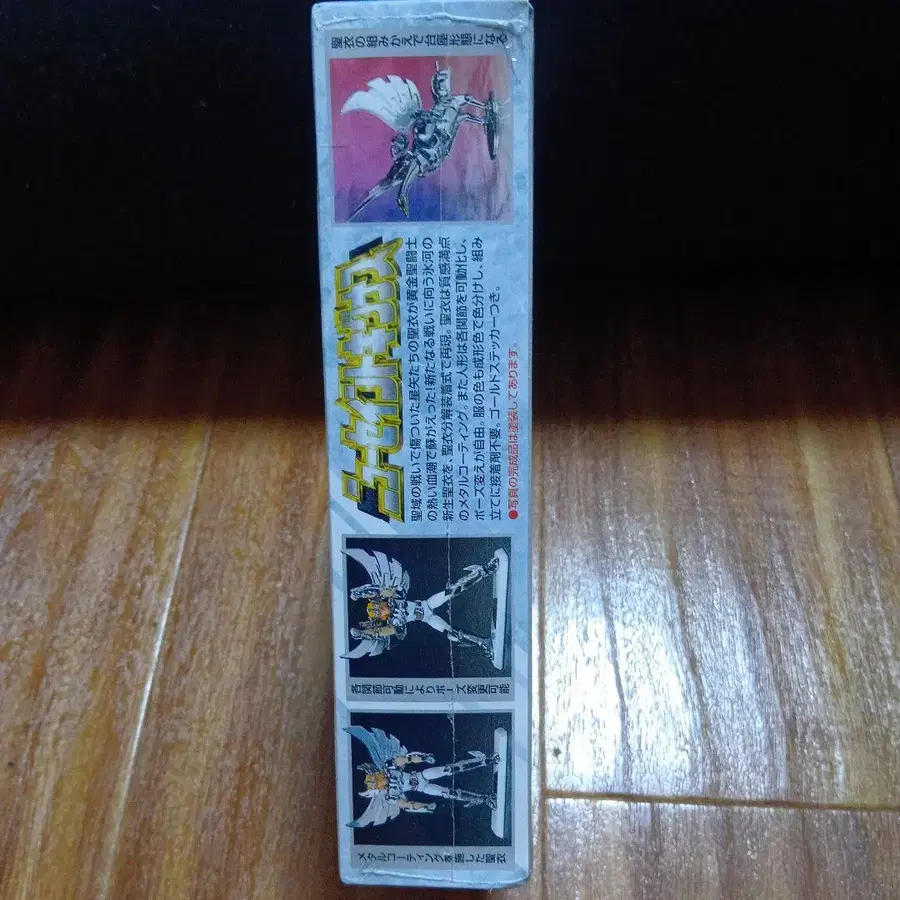 聖衣の組みかえで台座形態になる
ニューセイントキャスト
聖域の戦いで傷ついた星矢たちの聖衣が黄金聖闘士
の熱い血潮で蘇がえった!新たなる戦いに向う氷河の
新生聖衣を、聖衣分解装着式で再現。聖衣は質感満点
のメタルコーティング。また人形は各関節を可動化し、
ポーズ変えが自由。服の色も成形色で色分けし、組み
立てに接着剤不要。ゴールドステッカーつき。
●写真の完成品は塗装してあります。
各関節可動によりポーズ変更可能
メタルコーティングを施した聖衣